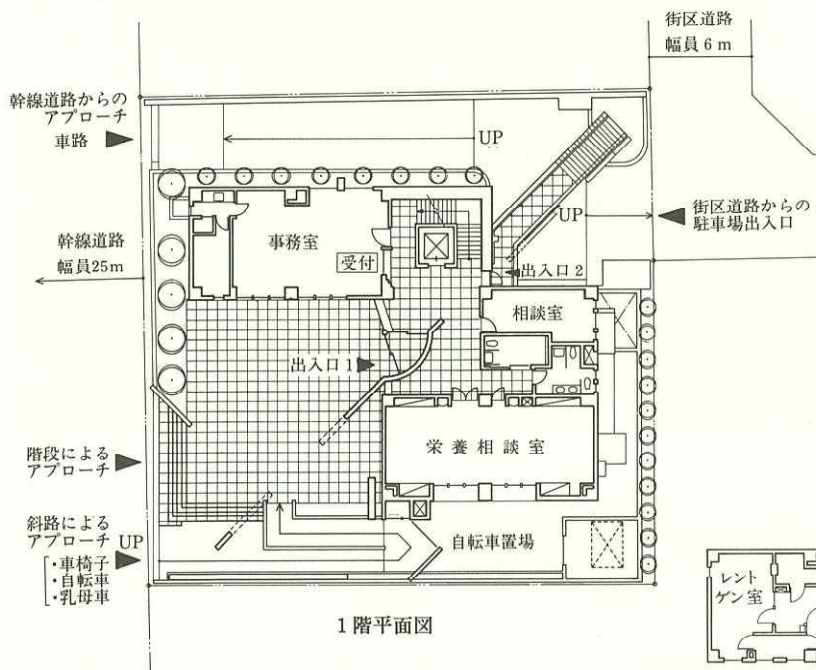 街区道路
幅員 6 m
幹線道路からの
アプローチ
車路
UP
街区道路からの
駐車場出入口
UP
幹線道路
幅員25m
事務室
受付
出入口 2
相談室
出入口 1
階段による
アプローチ
栄養相談室
斜路による
アプローチ UP
・車椅子
・自転車
・乳母車
自転車置場
レント
ゲン室
1階平面図